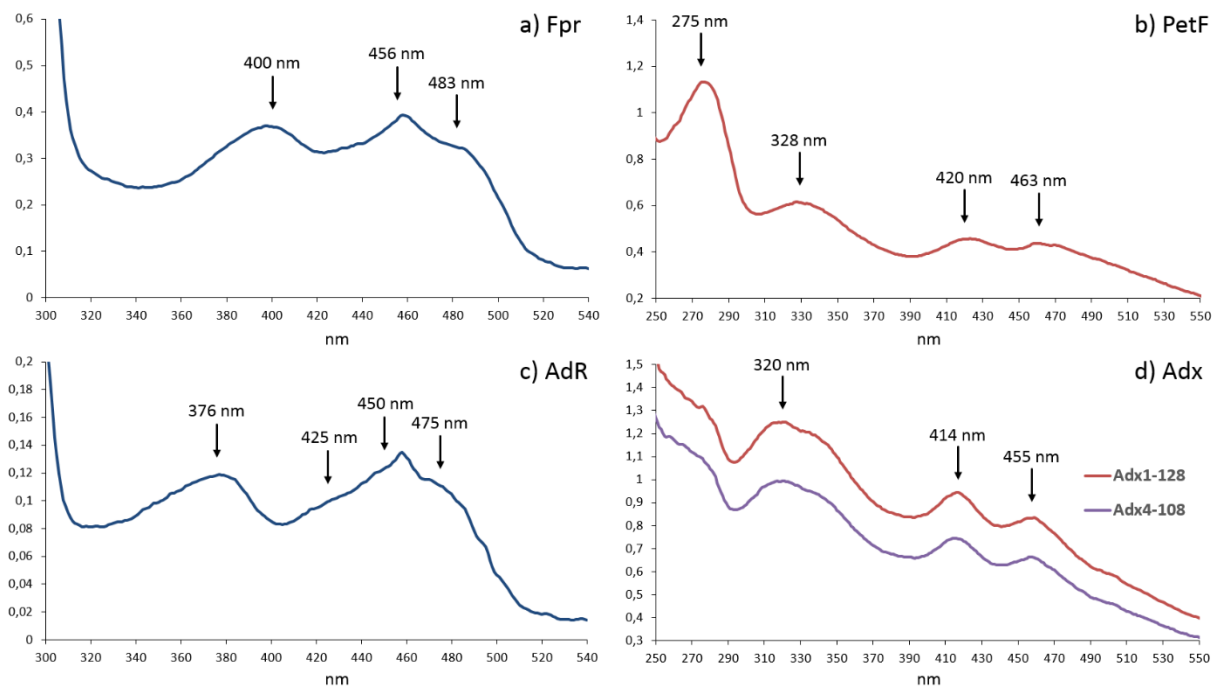 a) Fpr
0,6
0,5
0,4
0,3
0,2
0,1
0
400 nm
456 nm
483 nm
300 320 340 360 380 400 420 440 460 480 500 520 540
nm
b) PetF
1,4
1,2
1
0,8
0,6
0,4
0,2
275 nm
328 nm
420 nm
463 nm
250 270 290 310 330 350 370 390 410 430 450 470 490 510 530 550
nm
c) AdR
0,2
0,18
0,16
0,14
0,12
0,10
0,08
0,06
0,04
0,02
0
376 nm
425 nm
450 nm
475 nm
300 320 340 360 380 400 420 440 460 480 500 520 540
nm
d) Adx
1,5
1,4
1,3
1,2
1,1
1
0,9
0,8
0,7
0,6
0,5
0,4
0,3
320 nm
414 nm
455 nm
Adx1-128
Adx4-108
250 270 290 310 330 350 370 390 410 430 450 470 490 510 530 550
nm